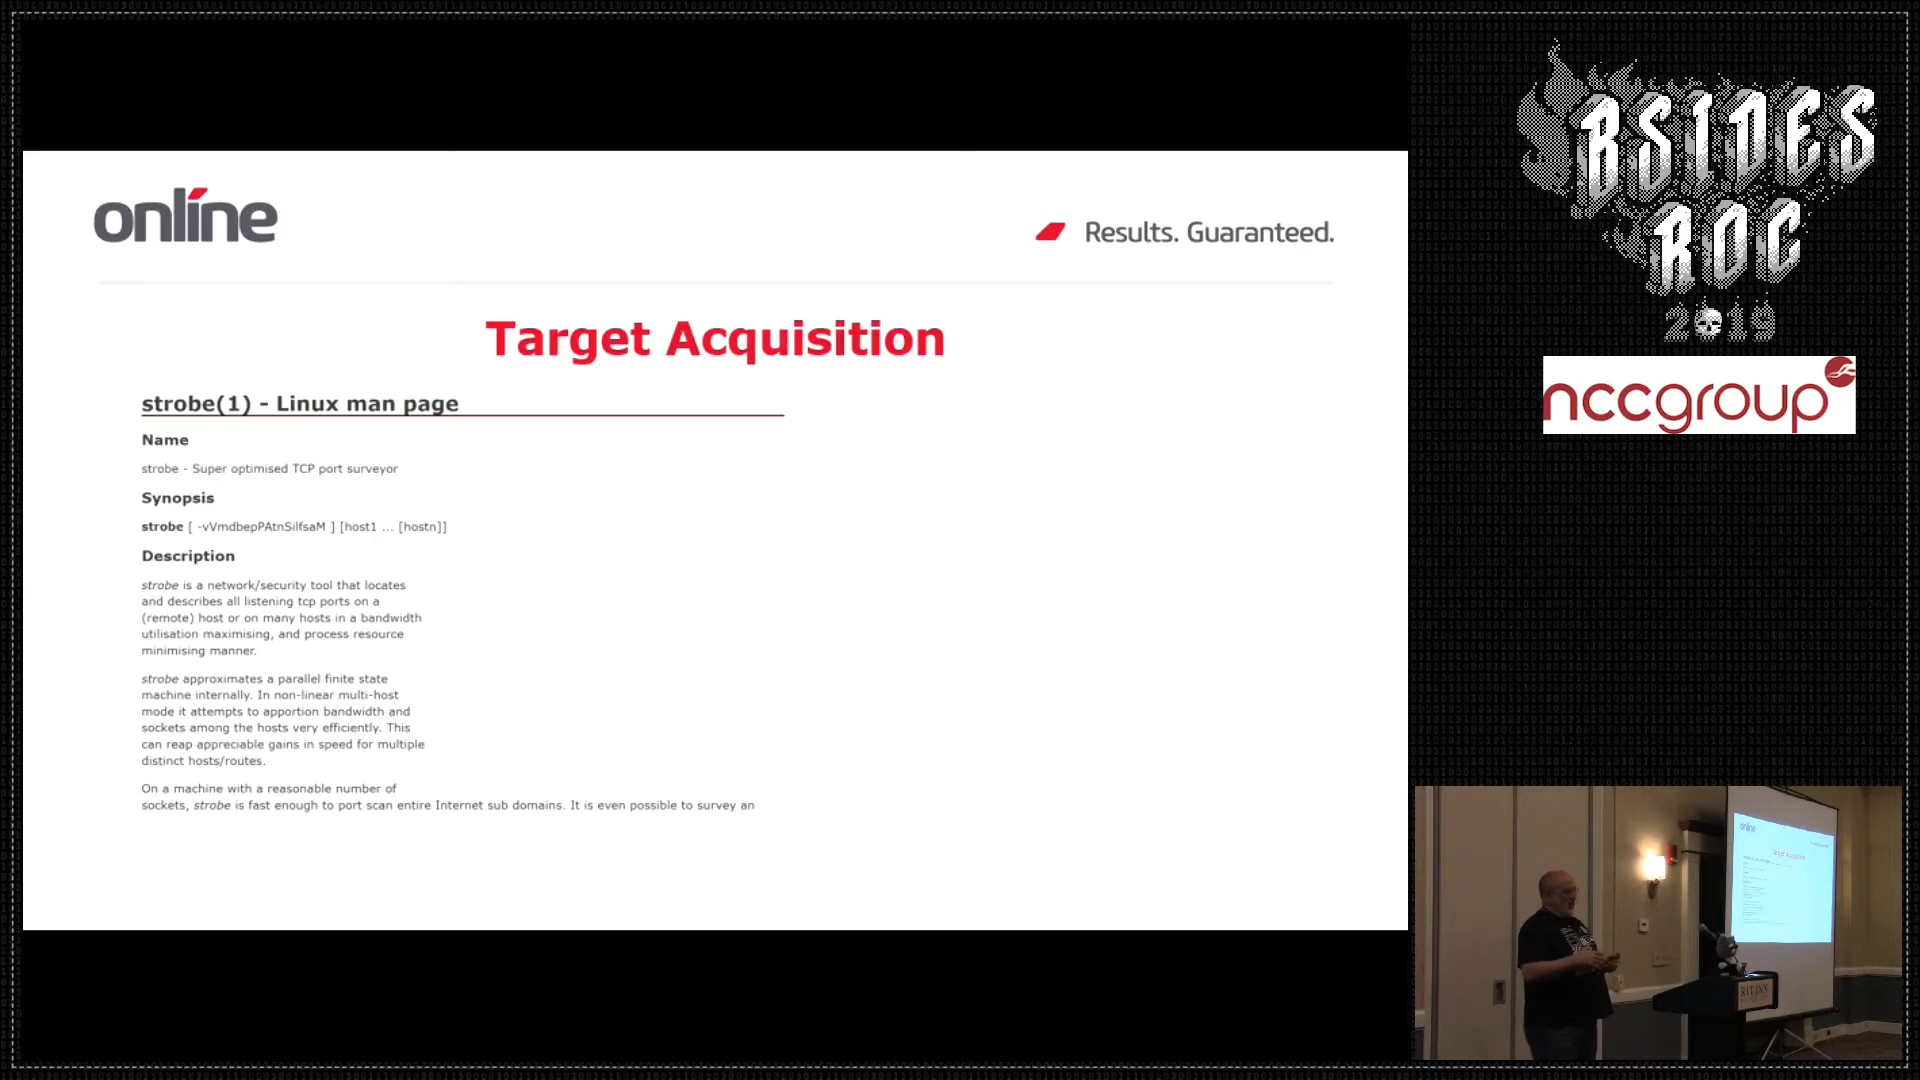 online
Results. Guaranteed.
Target Acquisition
strobe(1) - Linux man page
Name
strobe - Super optimised TCP port surveyor
Synopsis
strobe [ -vVmdbepPAtnSilfsaM ] [host1 ... [hostn]]
Description
strobe is a network/security tool that locates
and describes all listening tcp ports on a
(remote) host or on many hosts in a bandwidth
utilisation maximising, and process resource
minimising manner.
strobe approximates a parallel finite state
machine internally. In non-linear multi-host
mode it attempts to apportion bandwidth and
sockets among the hosts very efficiently. This
can reap appreciable gains in speed for multiple
distinct hosts/routes.
On a machine with a reasonable number of
sockets, strobe is fast enough to port scan entire Internet sub domains. It is even possible to survey an
BSIDES
ROC
2019
nccgroup
online
Target Acquisition
RIT INN